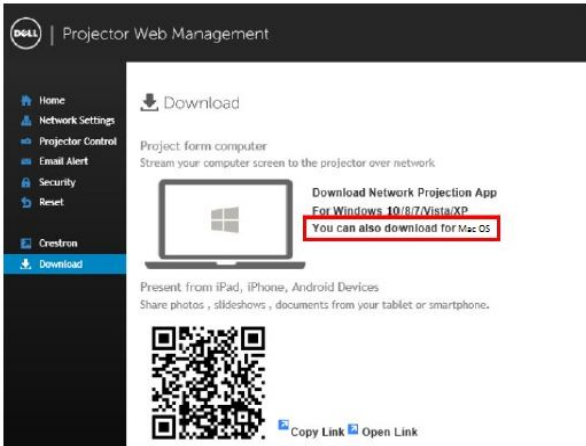 DELL | Projector Web Management
Home
Network Settings
Projector Control
Email Alert
Security
Reset
Crestron
Download
Download
Project form computer
Stream your computer screen to the projector over network
Download Network Projection App
For Windows 10/8/7/Vista/XP
You can also download for Mac OS
Present from iPad, iPhone, Android Devices
Share photos , slideshows , documents from your tablet or smartphone.
Copy Link Open Link